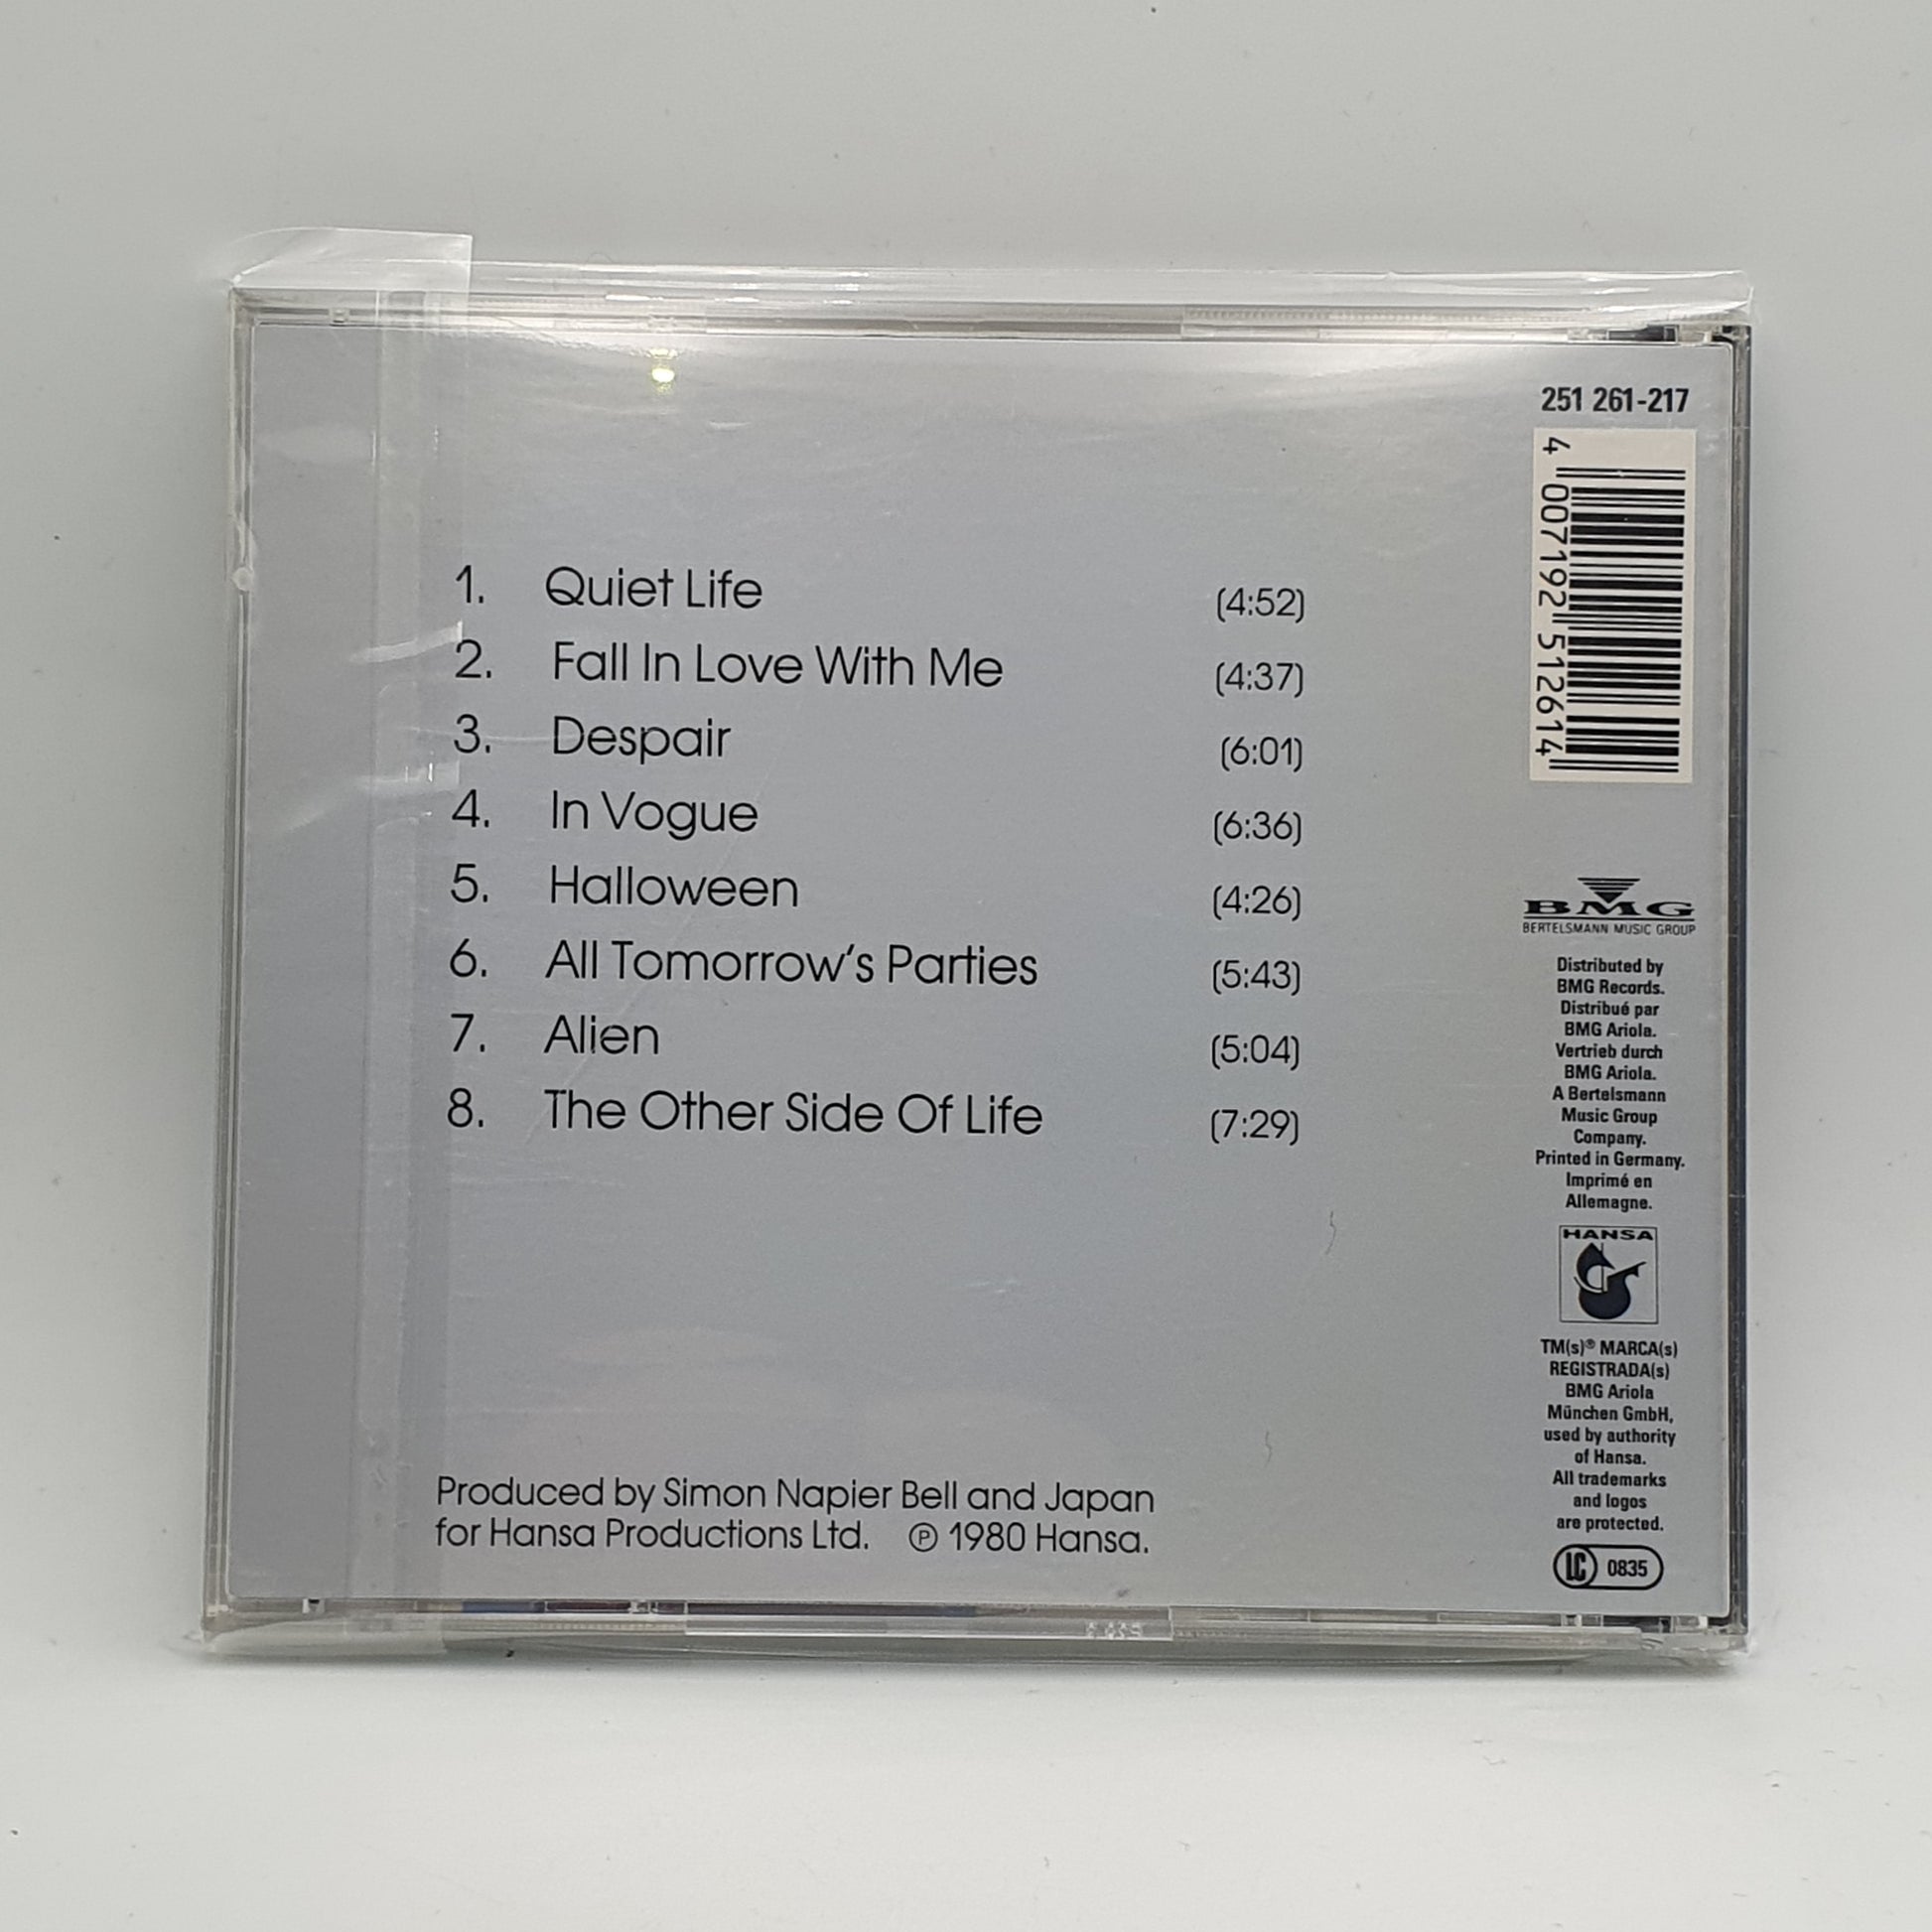 1. Quiet Life (4:52)
2. Fall In Love With Me (4:37)
3. Despair (6:01)
4. In Vogue (6:36)
5. Halloween (4:26)
6. All Tomorrow's Parties (5:43)
7. Alien (5:04)
8. The Other Side Of Life (7:29)
Produced by Simon Napier Bell and Japan
for Hansa Productions Ltd. ℗ 1980 Hansa.
251 261-217
4 007192 512614
BMG
BERTELSMANN MUSIC GROUP
Distributed by
BMG Records.
Distribué par
BMG Ariola.
Vertrieb durch
BMG Ariola.
A Bertelsmann
Music Group
Company.
Printed in Germany.
Imprimé en
Allemagne.
HANSA
TM(s)® MARCA(s)
REGISTRADA(s)
BMG Ariola
München GmbH,
used by authority
of Hansa.
All trademarks
and logos
are protected.
LC 0835